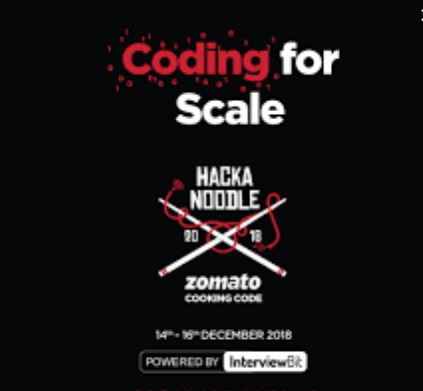 Coding for
Scale
HACKA
NOODLE
20 18
zomato
COOKING CODE
14th - 16th DECEMBER 2018
POWERED BY InterviewBit